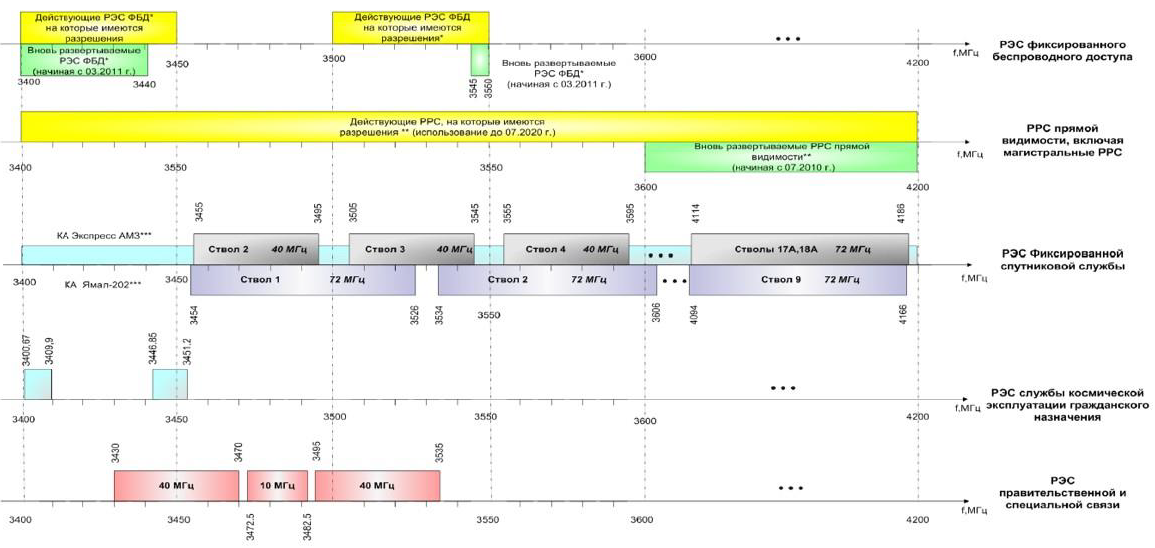 Действующие РЭС ФБД*
на которые имеются
разрешения
Вновь развертываемые
РЭС ФБД*
(начиная с 03.2011 г.)
3400
3440
3450
3500
Действующие РЭС ФБД
на которые имеются
разрешения*
3545
3560
Вновь развертываемые
РЭС ФБД*
(начиная с 03.2011 г.)
3600
•••
f,МГц
4200
РЭС фиксированного
беспроводного доступа
Действующие РРС, на которые имеются
разрешения ** (использование до 07.2020 г.)
Вновь развертываемые РРС прямой
видимости**
(начиная с 07.2010 г.)
3400
3550
3550
3600
f,МГц
4200
РРС прямой
видимости, включая
магистральные РРС
КА Экспресс АМ3***
3455
Ствол 2 40 МГц
3495
3505
Ствол 3 40 МГц
3545
3555
Ствол 4 40 МГц
3595
•••
4114
Стволы 17А,18А 72 МГц
4186
3400
КА Ямал-202***
3450
3454
Ствол 1 72 МГц
3526
3534
Ствол 2 72 МГц
3550
3606
•••
4094
Ствол 9 72 МГц
4166
f,МГц
РЭС Фиксированной
спутниковой службы
3400,67
3409,9
3446.85
3451.2
•••
3400
3450
3500
3550
3600
f,МГц
4200
РЭС службы космической
эксплуатации гражданского
назначения
3430
40 МГц
3470
10 МГц
3495
40 МГц
3535
•••
3400
3450
3472.5
3482.5
3550
3600
4200
f,МГц
РЭС
правительственной и
специальной связи